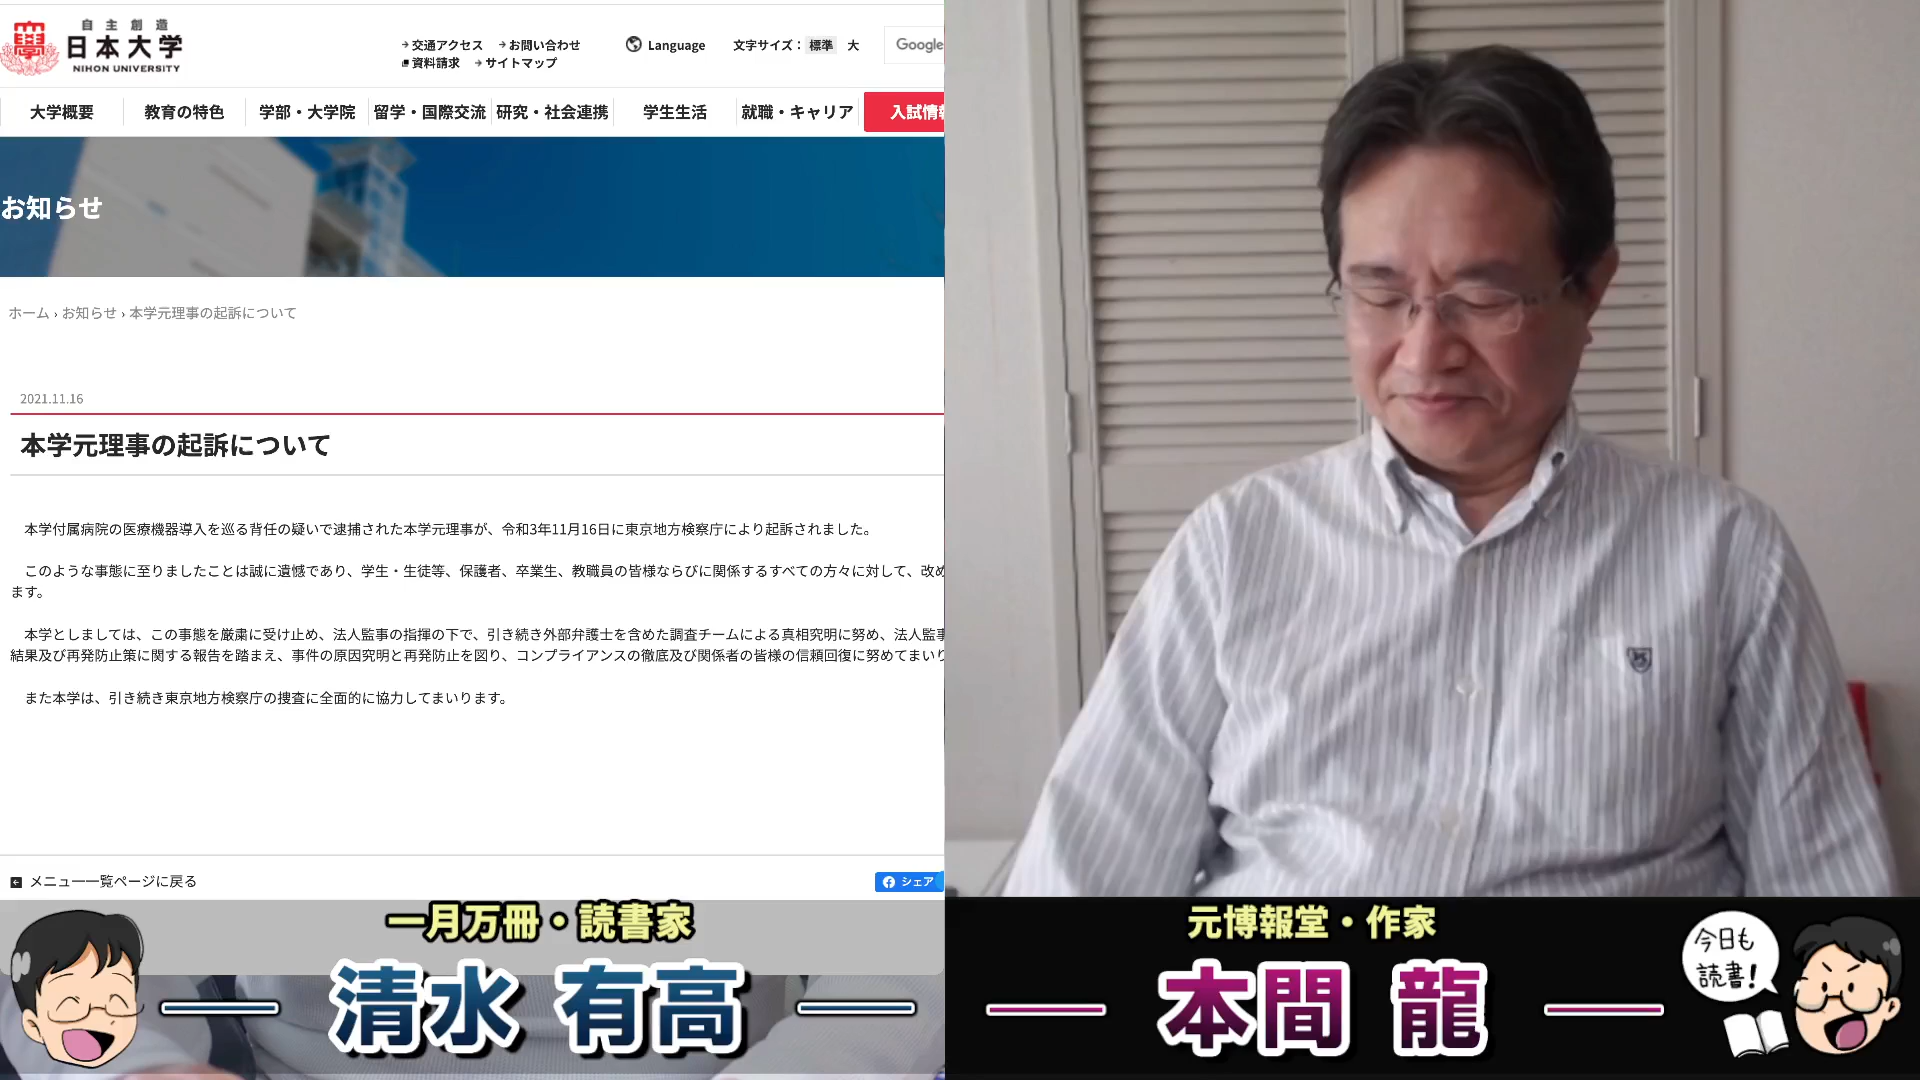 自主創造
日本大学
NIHON UNIVERSITY
交通アクセス
お問い合わせ
資料請求
サイトマップ
Language
文字サイズ：標準 大
Google
大学概要
教育の特色
学部・大学院
留学・国際交流
研究・社会連携
学生生活
就職・キャリア
入試情
お知らせ
ホーム › お知らせ › 本学元理事の起訴について
2021.11.16
本学元理事の起訴について
本学付属病院の医療機器導入を巡る背任の疑いで逮捕された本学元理事が、令和3年11月16日に東京地方検察庁により起訴されました。
このような事態に至りましたことは誠に遺憾であり、学生・生徒等、保護者、卒業生、教職員の皆様ならびに関係するすべての方々に対して、改め
ます。
本学としましては、この事態を厳粛に受け止め、法人監事の指揮の下で、引き続き外部弁護士を含めた調査チームによる真相究明に努め、法人監事
結果及び再発防止策に関する報告を踏まえ、事件の原因究明と再発防止を図り、コンプライアンスの徹底及び関係者の皆様の信頼回復に努めてまいり
また本学は、引き続き東京地方検察庁の捜査に全面的に協力してまいります。
メニュー一覧ページに戻る
シェア
一月万冊・読書家
清水 有高
元博報堂・作家
本間 龍
今日も
読書!